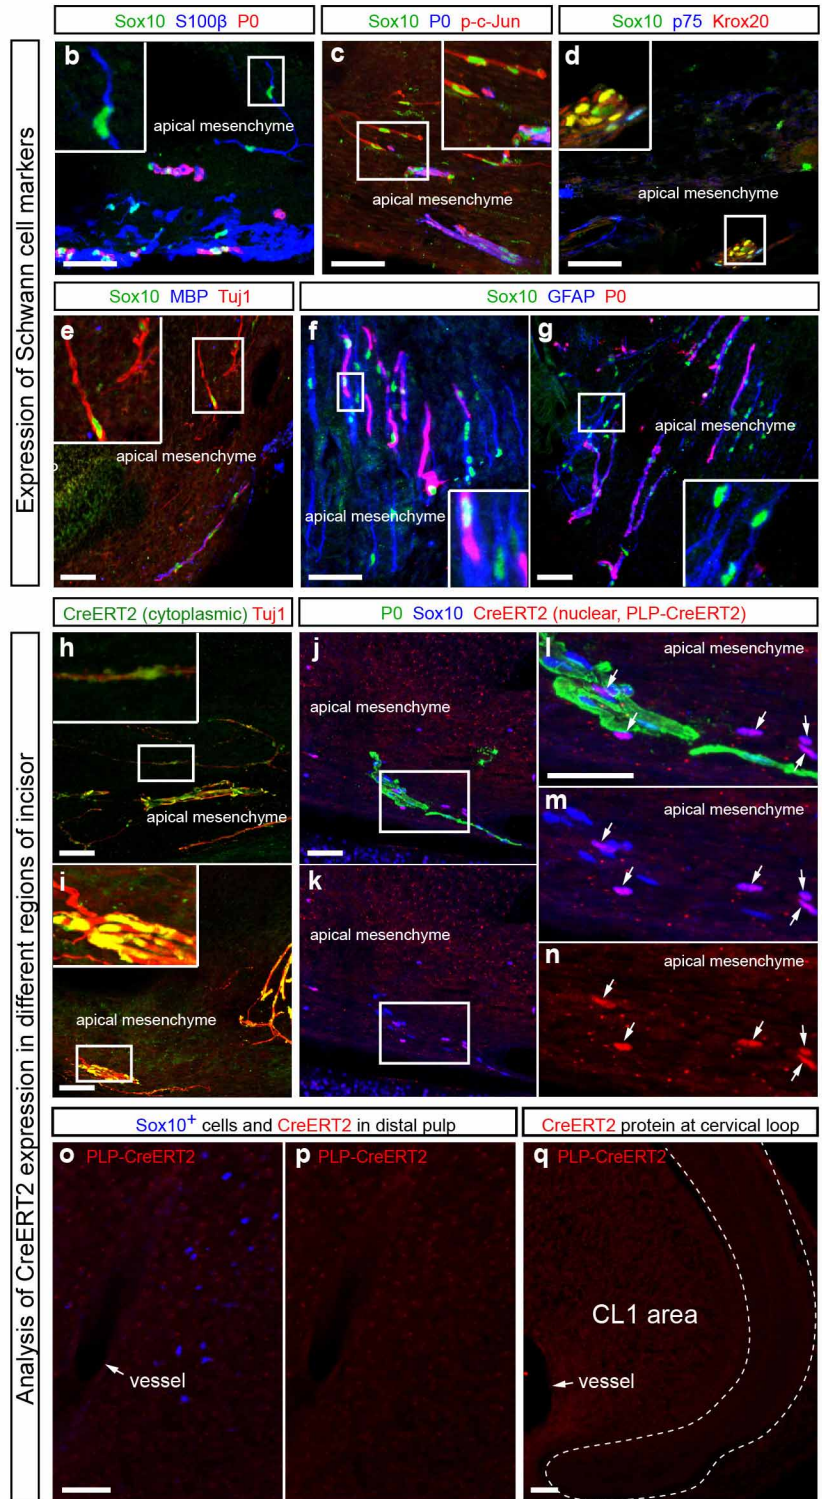 Expression of Schwann cell markers
Sox10 S100β P0
b
apical mesenchyme
Sox10 P0 p-c-Jun
c
apical mesenchyme
Sox10 p75 Krox20
d
apical mesenchyme
Sox10 MBP Tuj1
e
apical mesenchyme
Sox10 GFAP P0
f
apical mesenchyme
g
apical mesenchyme
Analysis of CreERT2 expression in different regions of incisor
CreERT2 (cytoplasmic) Tuj1
h
apical mesenchyme
i
apical mesenchyme
P0 Sox10 CreERT2 (nuclear, PLP-CreERT2)
j
apical mesenchyme
k
apical mesenchyme
l
apical mesenchyme
m
apical mesenchyme
n
apical mesenchyme
Sox10⁺ cells and CreERT2 in distal pulp
o PLP-CreERT2
vessel
p PLP-CreERT2
CreERT2 protein at cervical loop
q PLP-CreERT2
CL1 area
vessel